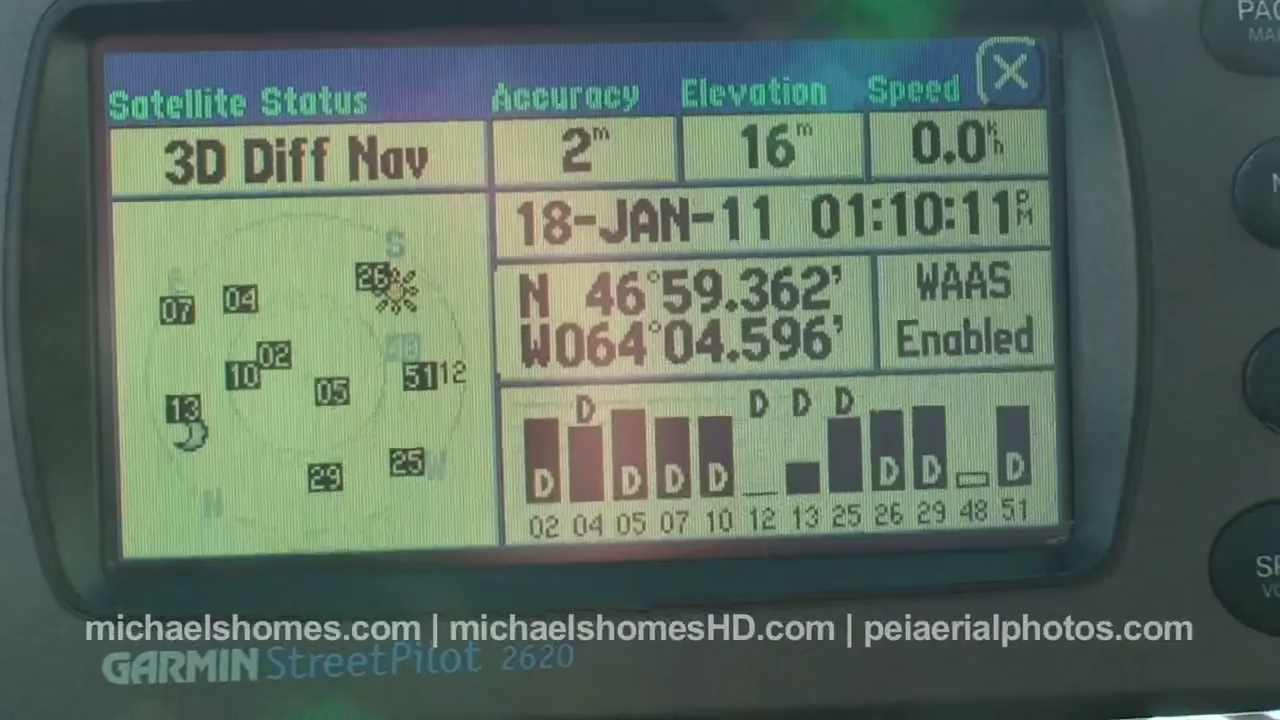 Satellite Status Accuracy Elevation Speed X
3D Diff Nav 2m 16m 0.0
18-JAN-11 01:10:11PM
N 46°59.362'
W064°04.596'
WAAS
Enabled
S
26
07 04
48
02
10 05 51 12
13
29 25 W
N
D D D D
D D D D D D D
02 04 05 07 10 12 13 25 26 29 48 51
michaelshomes.com | michaelshomesHD.com | peiaerialphotos.com
GARMIN StreetPilot 2620